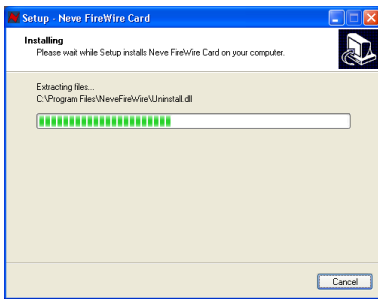 Setup - Neve FireWire Card
Installing
Please wait while Setup installs Neve FireWire Card on your computer.
Extracting files...
C:\Program Files\NeveFireWire\Uninstall.dll
Cancel